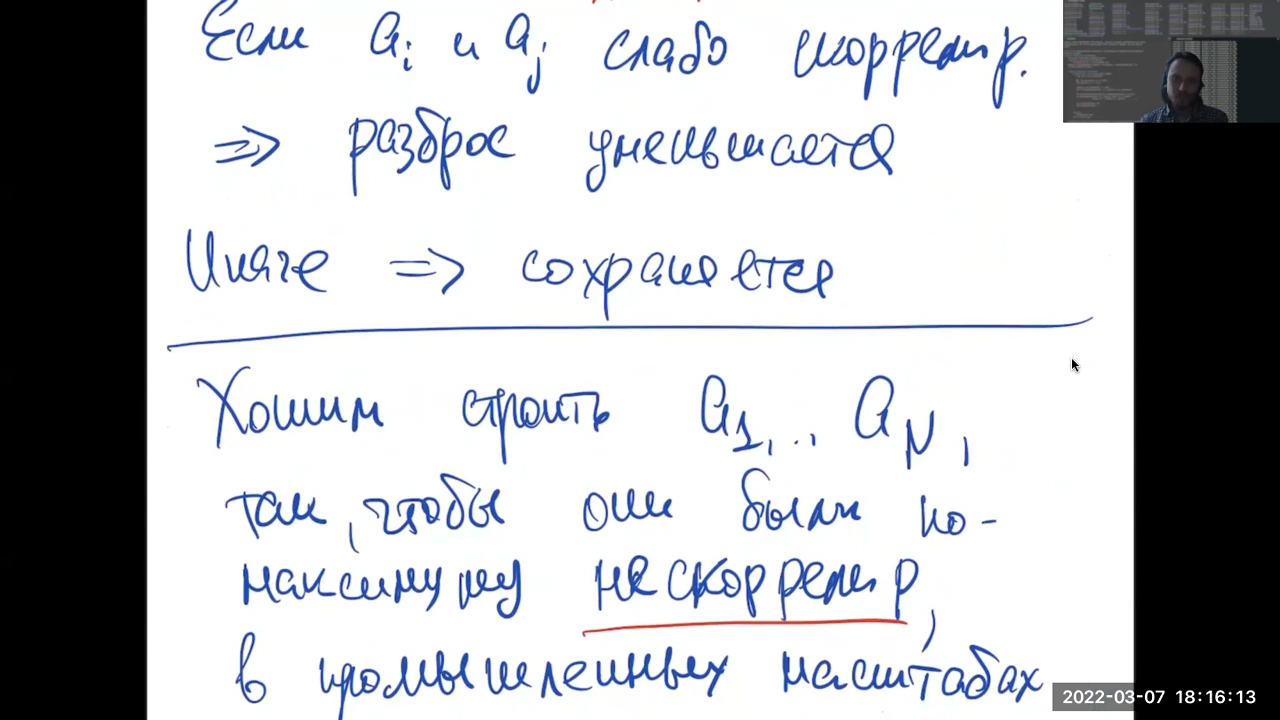 Если a_i и a_j слабо скоррелир.
⇒ разброс уменьшается
Иначе ⇒ сохраняется
Хотим строить a_1, .., a_N,
так, чтобы они были по-
максимуму нескоррелир,
в промышленных масштабах
2022-03-07 18:16:13